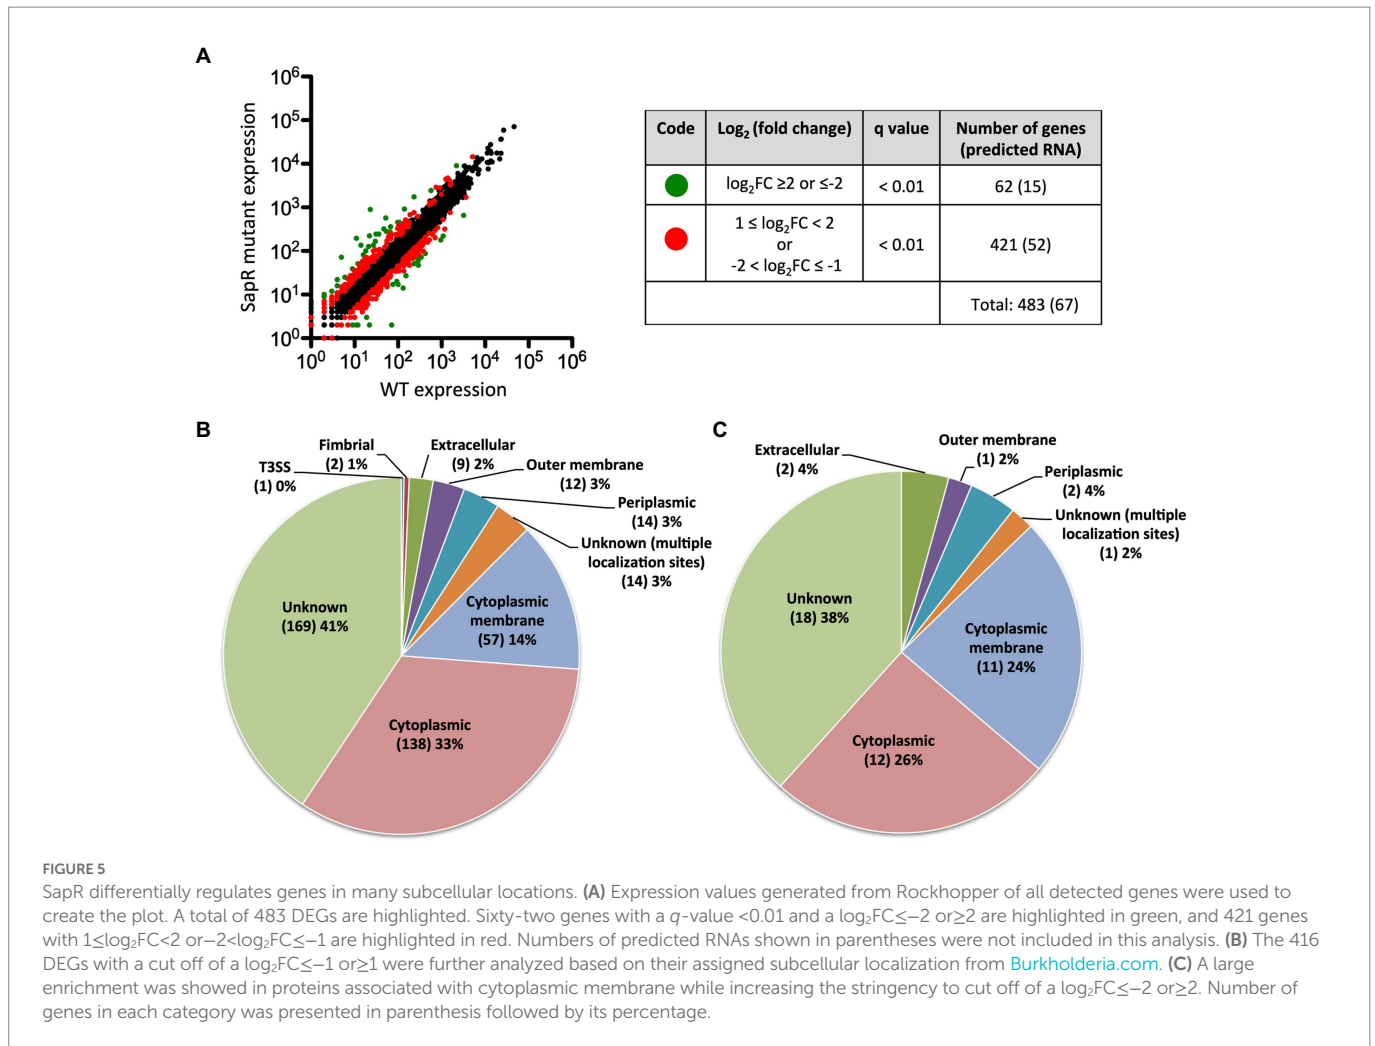 A
SapR mutant expression
10⁶
10⁵
10⁴
10³
10²
10¹
10⁰
10⁰ 10¹ 10² 10³ 10⁴ 10⁵ 10⁶
WT expression
Code Log₂ (fold change) q value Number of genes
(predicted RNA)
log₂FC ≥2 or ≤-2 < 0.01 62 (15)
1 ≤ log₂FC < 2
or
-2 < log₂FC ≤ -1
< 0.01 421 (52)
Total: 483 (67)
B
T3SS
(1) 0%
Fimbrial
(2) 1%
Extracellular
(9) 2%
Outer membrane
(12) 3%
Periplasmic
(14) 3%
Unknown (multiple
localization sites)
(14) 3%
Cytoplasmic
membrane
(57) 14%
Cytoplasmic
(138) 33%
Unknown
(169) 41%
C
Extracellular
(2) 4%
Outer membrane
(1) 2%
Periplasmic
(2) 4%
Unknown (multiple
localization sites)
(1) 2%
Cytoplasmic
membrane
(11) 24%
Cytoplasmic
(12) 26%
Unknown
(18) 38%
FIGURE 5
SapR differentially regulates genes in many subcellular locations. (A) Expression values generated from Rockhopper of all detected genes were used to
create the plot. A total of 483 DEGs are highlighted. Sixty-two genes with a q-value <0.01 and a log₂FC≤−2 or≥2 are highlighted in green, and 421 genes
with 1≤log₂FC<2 or−2<log₂FC≤−1 are highlighted in red. Numbers of predicted RNAs shown in parentheses were not included in this analysis. (B) The 416
DEGs with a cut off of a log₂FC≤−1 or≥1 were further analyzed based on their assigned subcellular localization from Burkholderia.com. (C) A large
enrichment was showed in proteins associated with cytoplasmic membrane while increasing the stringency to cut off of a log₂FC≤−2 or≥2. Number of
genes in each category was presented in parenthesis followed by its percentage.